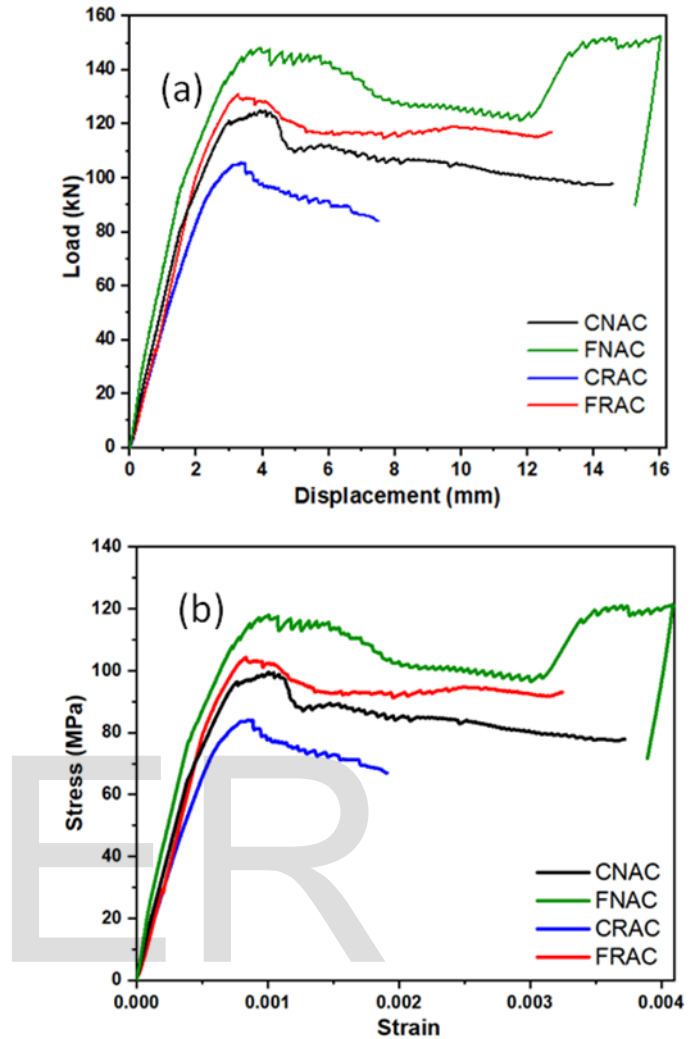 160
140
120
100
80
60
40
20
0
Load (kN)
(a)
CNAC
FNAC
CRAC
FRAC
0 2 4 6 8 10 12 14 16
Displacement (mm)
140
120
100
80
60
40
20
0
Stress (MPa)
(b)
ER
CNAC
FNAC
CRAC
FRAC
0.000 0.001 0.002 0.003 0.004
Strain